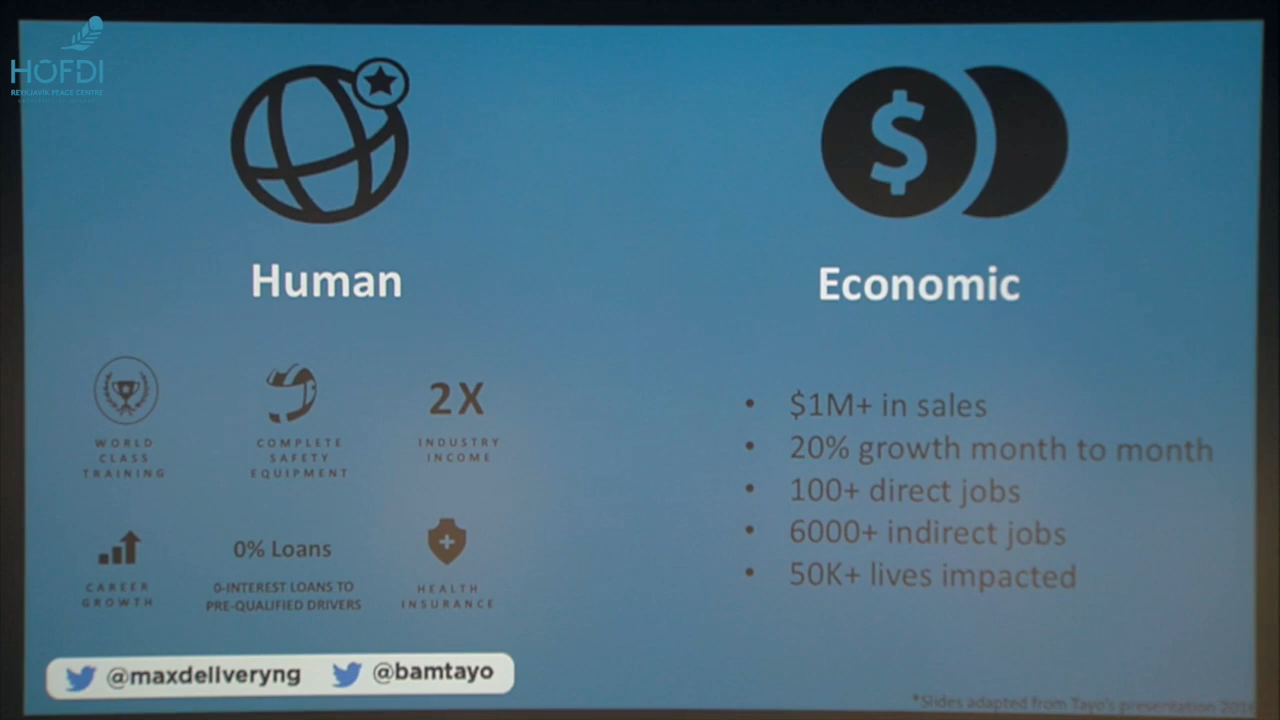 HÖFDI
REYKJAVÍK PEACE CENTRE
Human
Economic
WORLD
CLASS
TRAINING
COMPLETE
SAFETY
EQUIPMENT
2X
INDUSTRY
INCOME
CAREER
GROWTH
0% Loans
0-INTEREST LOANS TO
PRE-QUALIFIED DRIVERS
HEALTH
INSURANCE
• $1M+ in sales
• 20% growth month to month
• 100+ direct jobs
• 6000+ indirect jobs
• 50K+ lives impacted
@maxdeliveryng @bamtayo
*Slides adapted from Tayo's presentation